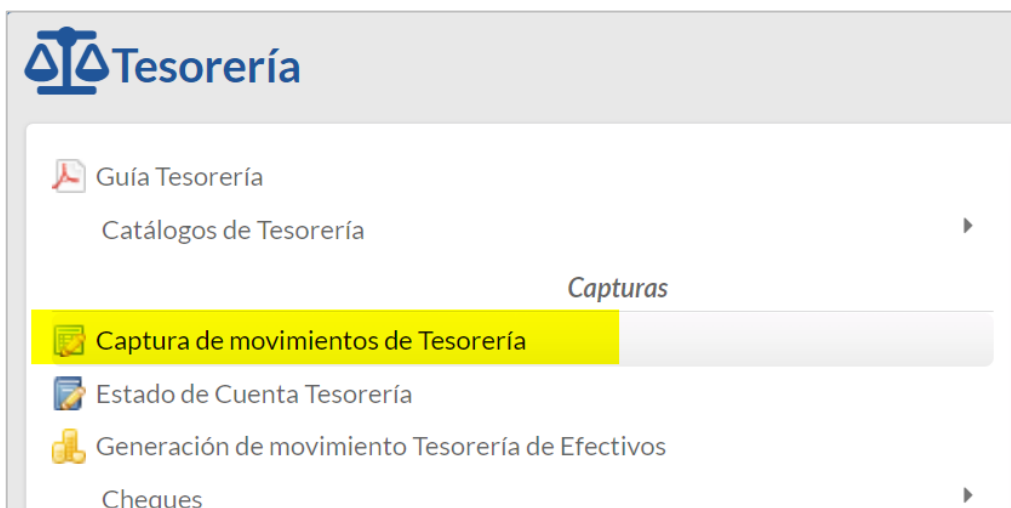 Tesorería
Guía Tesorería
Catálogos de Tesorería
Capturas
Captura de movimientos de Tesorería
Estado de Cuenta Tesorería
Generación de movimiento Tesorería de Efectivos
Cheques